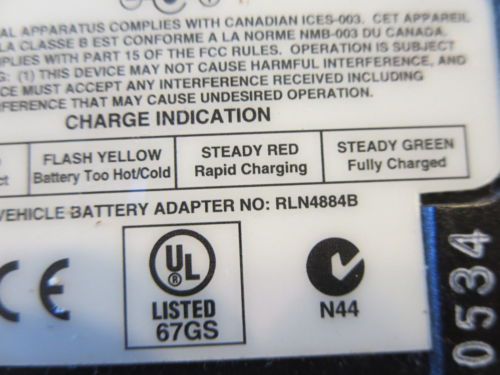 AL APPARATUS COMPLIES WITH CANADIAN ICES-003. CET APPAREIL
LA CLASSE B EST CONFORME A LA NORME NMB-003 DU CANADA.
PLIES WITH PART 15 OF THE FCC RULES. OPERATION IS SUBJECT
G: (1) THIS DEVICE MAY NOT CAUSE HARMFUL INTERFERENCE, AND
ICE MUST ACCEPT ANY INTERFERENCE RECEIVED INCLUDING
RFERENCE THAT MAY CAUSE UNDESIRED OPERATION.
CHARGE INDICATION
FLASH YELLOW
Battery Too Hot/Cold
STEADY RED
Rapid Charging
STEADY GREEN
Fully Charged
VEHICLE BATTERY ADAPTER NO: RLN4884B
CE
UL
LISTED
67GS
N44
0534